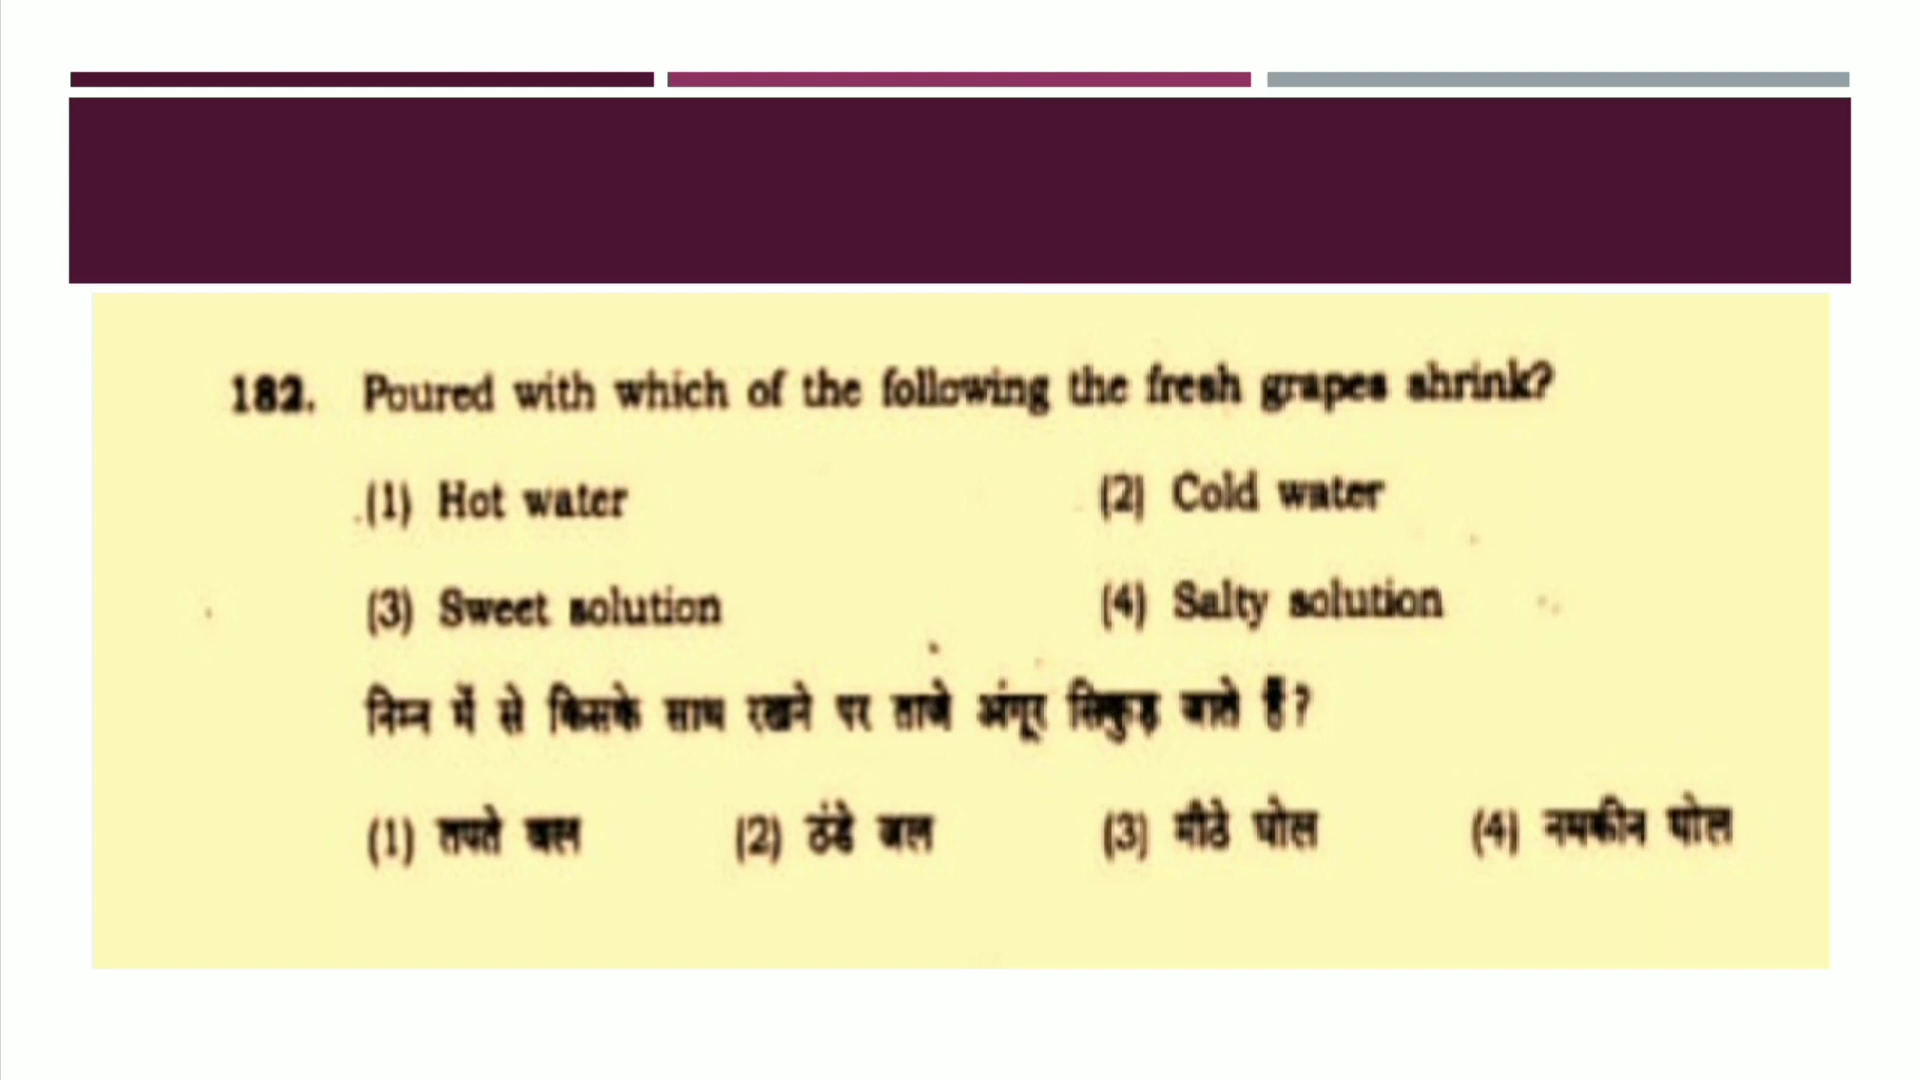 182. Poured with which of the following the fresh grapes shrink?
(1) Hot water (2) Cold water
(3) Sweet solution (4) Salty solution
निम्न में से किसके साथ रखने पर ताजे अंगूर सिकुड़ जाते हैं?
(1) तपते जल (2) ठंडे जल (3) मीठे घोल (4) नमकीन घोल